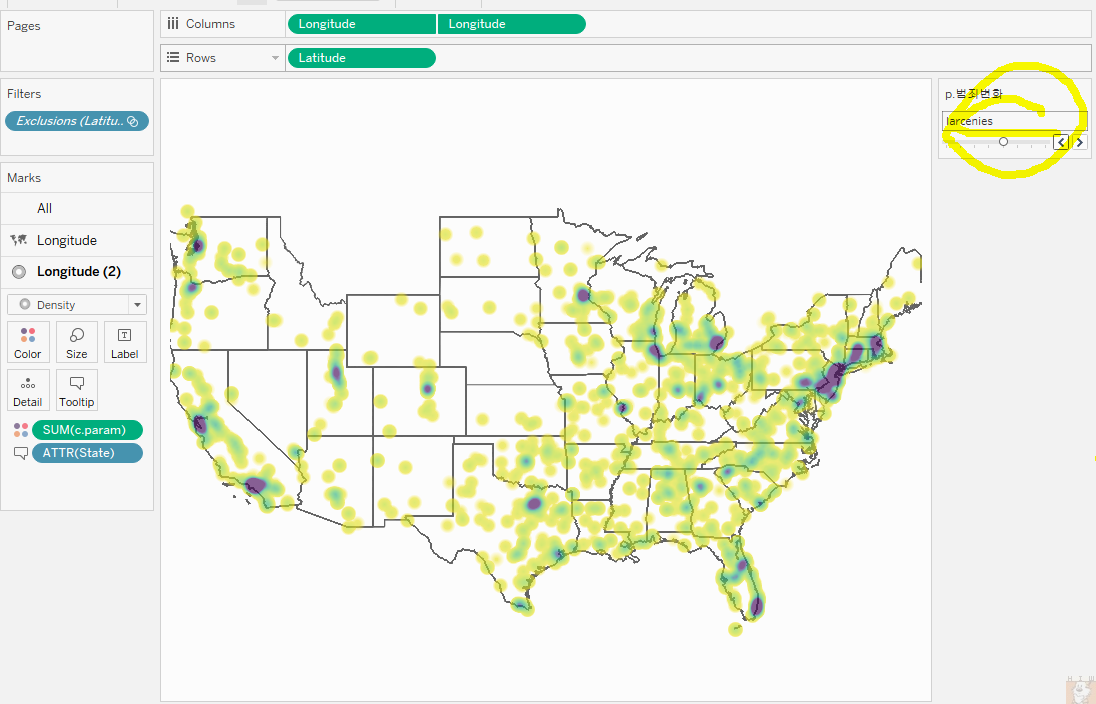 Pages
Columns
Longitude
Longitude
Rows
Latitude
Filters
Exclusions (Latitu..
Marks
All
Longitude
Longitude (2)
Density
Color
Size
Label
Detail
Tooltip
SUM(c.param)
ATTR(State)
p.범죄변화
larcenies